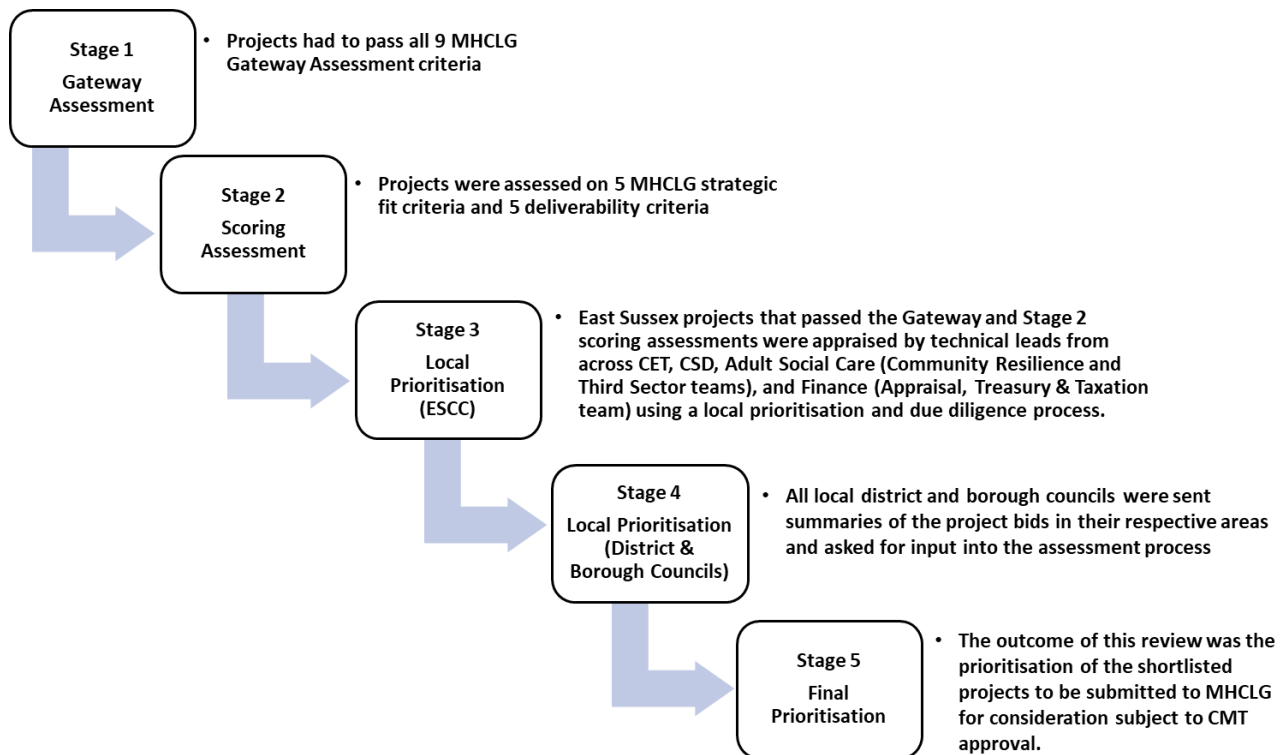 Stage 1
Gateway
Assessment
• Projects had to pass all 9 MHCLG
Gateway Assessment criteria
Stage 2
Scoring
Assessment
• Projects were assessed on 5 MHCLG strategic
fit criteria and 5 deliverability criteria
Stage 3
Local
Prioritisation
(ESCC)
• East Sussex projects that passed the Gateway and Stage 2
scoring assessments were appraised by technical leads from
across CET, CSD, Adult Social Care (Community Resilience and
Third Sector teams), and Finance (Appraisal, Treasury & Taxation
team) using a local prioritisation and due diligence process.
Stage 4
Local Prioritisation
(District &
Borough Councils)
• All local district and borough councils were sent
summaries of the project bids in their respective areas
and asked for input into the assessment process
Stage 5
Final
Prioritisation
• The outcome of this review was the
prioritisation of the shortlisted
projects to be submitted to MHCLG
for consideration subject to CMT
approval.